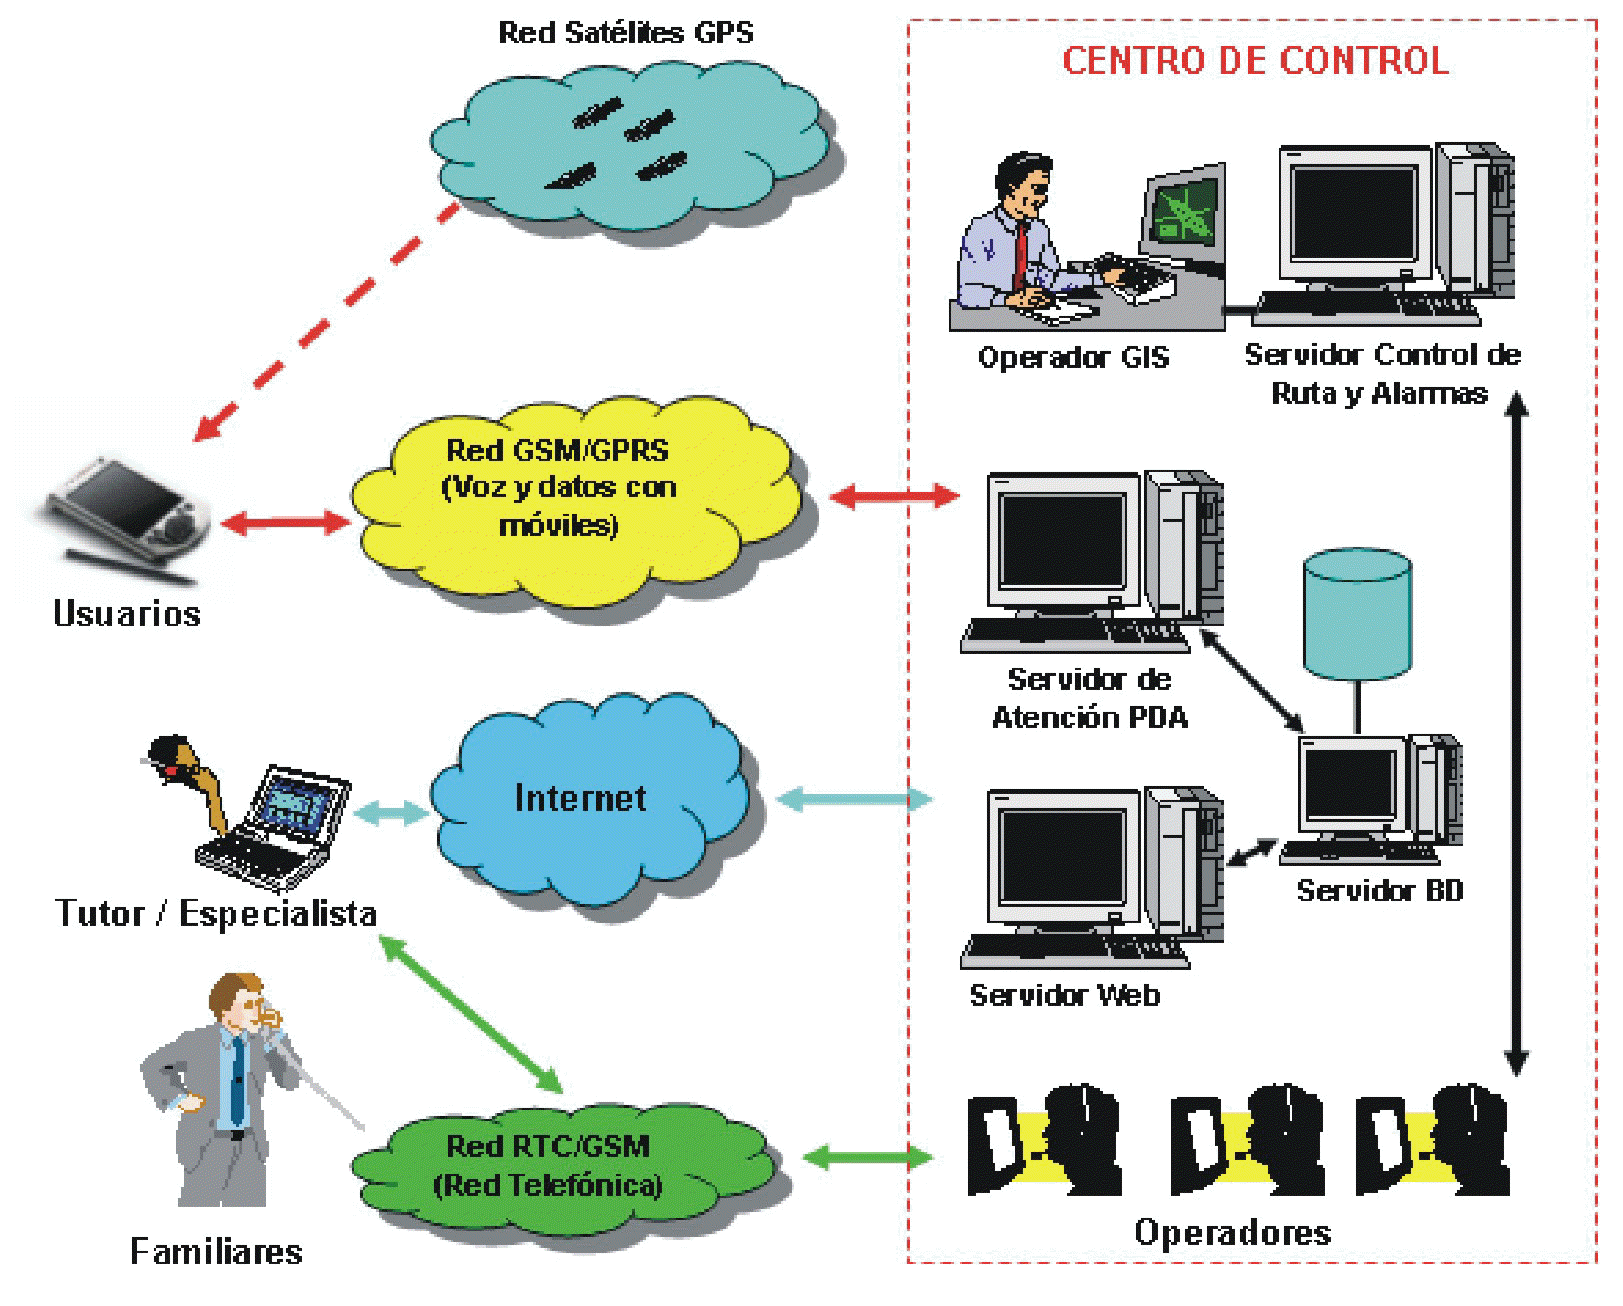 Red Satélites GPS
CENTRO DE CONTROL
Operador GIS
Servidor Control de
Ruta y Alarmas
Red GSM/GPRS
(Voz y datos con
móviles)
Usuarios
Servidor de
Atención PDA
Internet
Servidor BD
Tutor / Especialista
Servidor Web
Red RTC/GSM
(Red Telefónica)
Operadores
Familiares